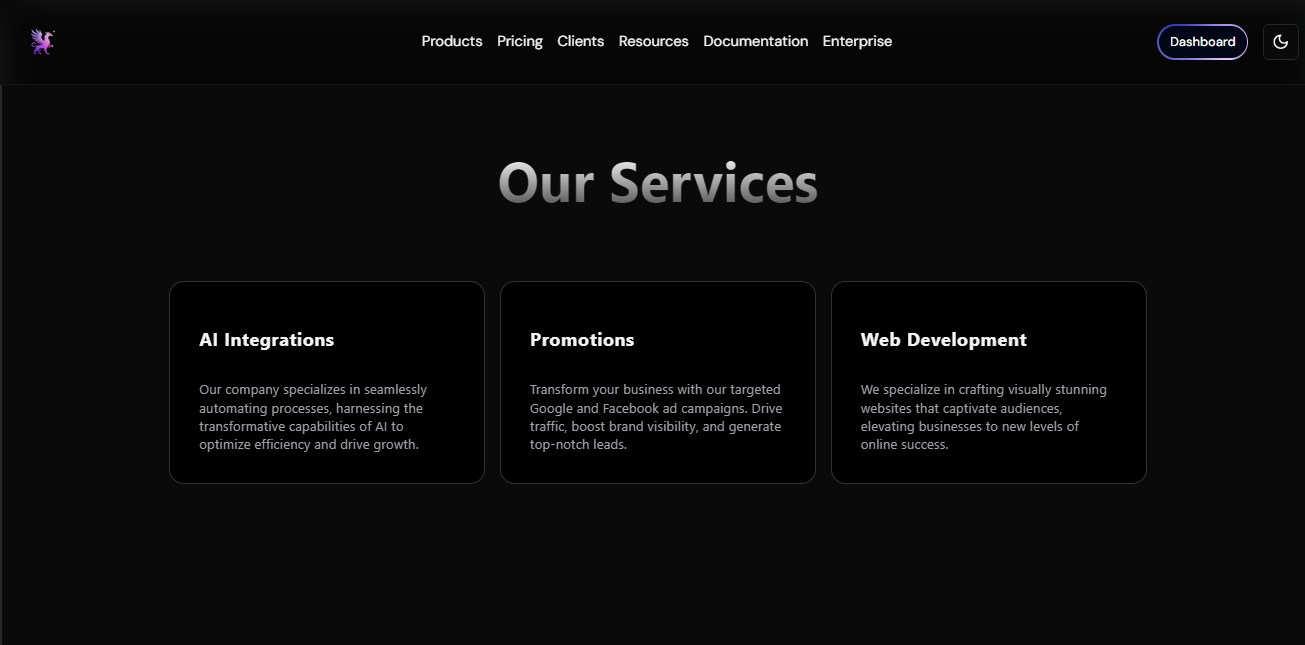 Products Pricing Clients Resources Documentation Enterprise
Dashboard
Our Services
AI Integrations
Our company specializes in seamlessly
automating processes, harnessing the
transformative capabilities of AI to
optimize efficiency and drive growth.
Promotions
Transform your business with our targeted
Google and Facebook ad campaigns. Drive
traffic, boost brand visibility, and generate
top-notch leads.
Web Development
We specialize in crafting visually stunning
websites that captivate audiences,
elevating businesses to new levels of
online success.